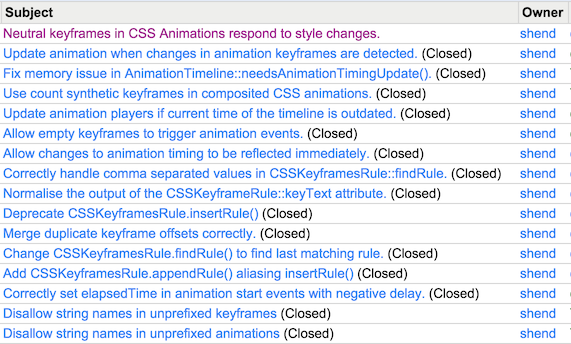 Subject Owner
Neutral keyframes in CSS Animations respond to style changes. shend
Update animation when changes in animation keyframes are detected. (Closed) shend
Fix memory issue in AnimationTimeline::needsAnimationTimingUpdate(). (Closed) shend
Use count synthetic keyframes in composited CSS animations. (Closed) shend
Update animation players if current time of the timeline is outdated. (Closed) shend
Allow empty keyframes to trigger animation events. (Closed) shend
Allow changes to animation timing to be reflected immediately. (Closed) shend
Correctly handle comma separated values in CSSKeyframesRule::findRule. (Closed) shend
Normalise the output of the CSSKeyframeRule::keyText attribute. (Closed) shend
Deprecate CSSKeyframesRule.insertRule() (Closed) shend
Merge duplicate keyframe offsets correctly. (Closed) shend
Change CSSKeyframesRule.findRule() to find last matching rule. (Closed) shend
Add CSSKeyframesRule.appendRule() aliasing insertRule() (Closed) shend
Correctly set elapsedTime in animation start events with negative delay. (Closed) shend
Disallow string names in unprefixed keyframes (Closed) shend
Disallow string names in unprefixed animations (Closed) shend